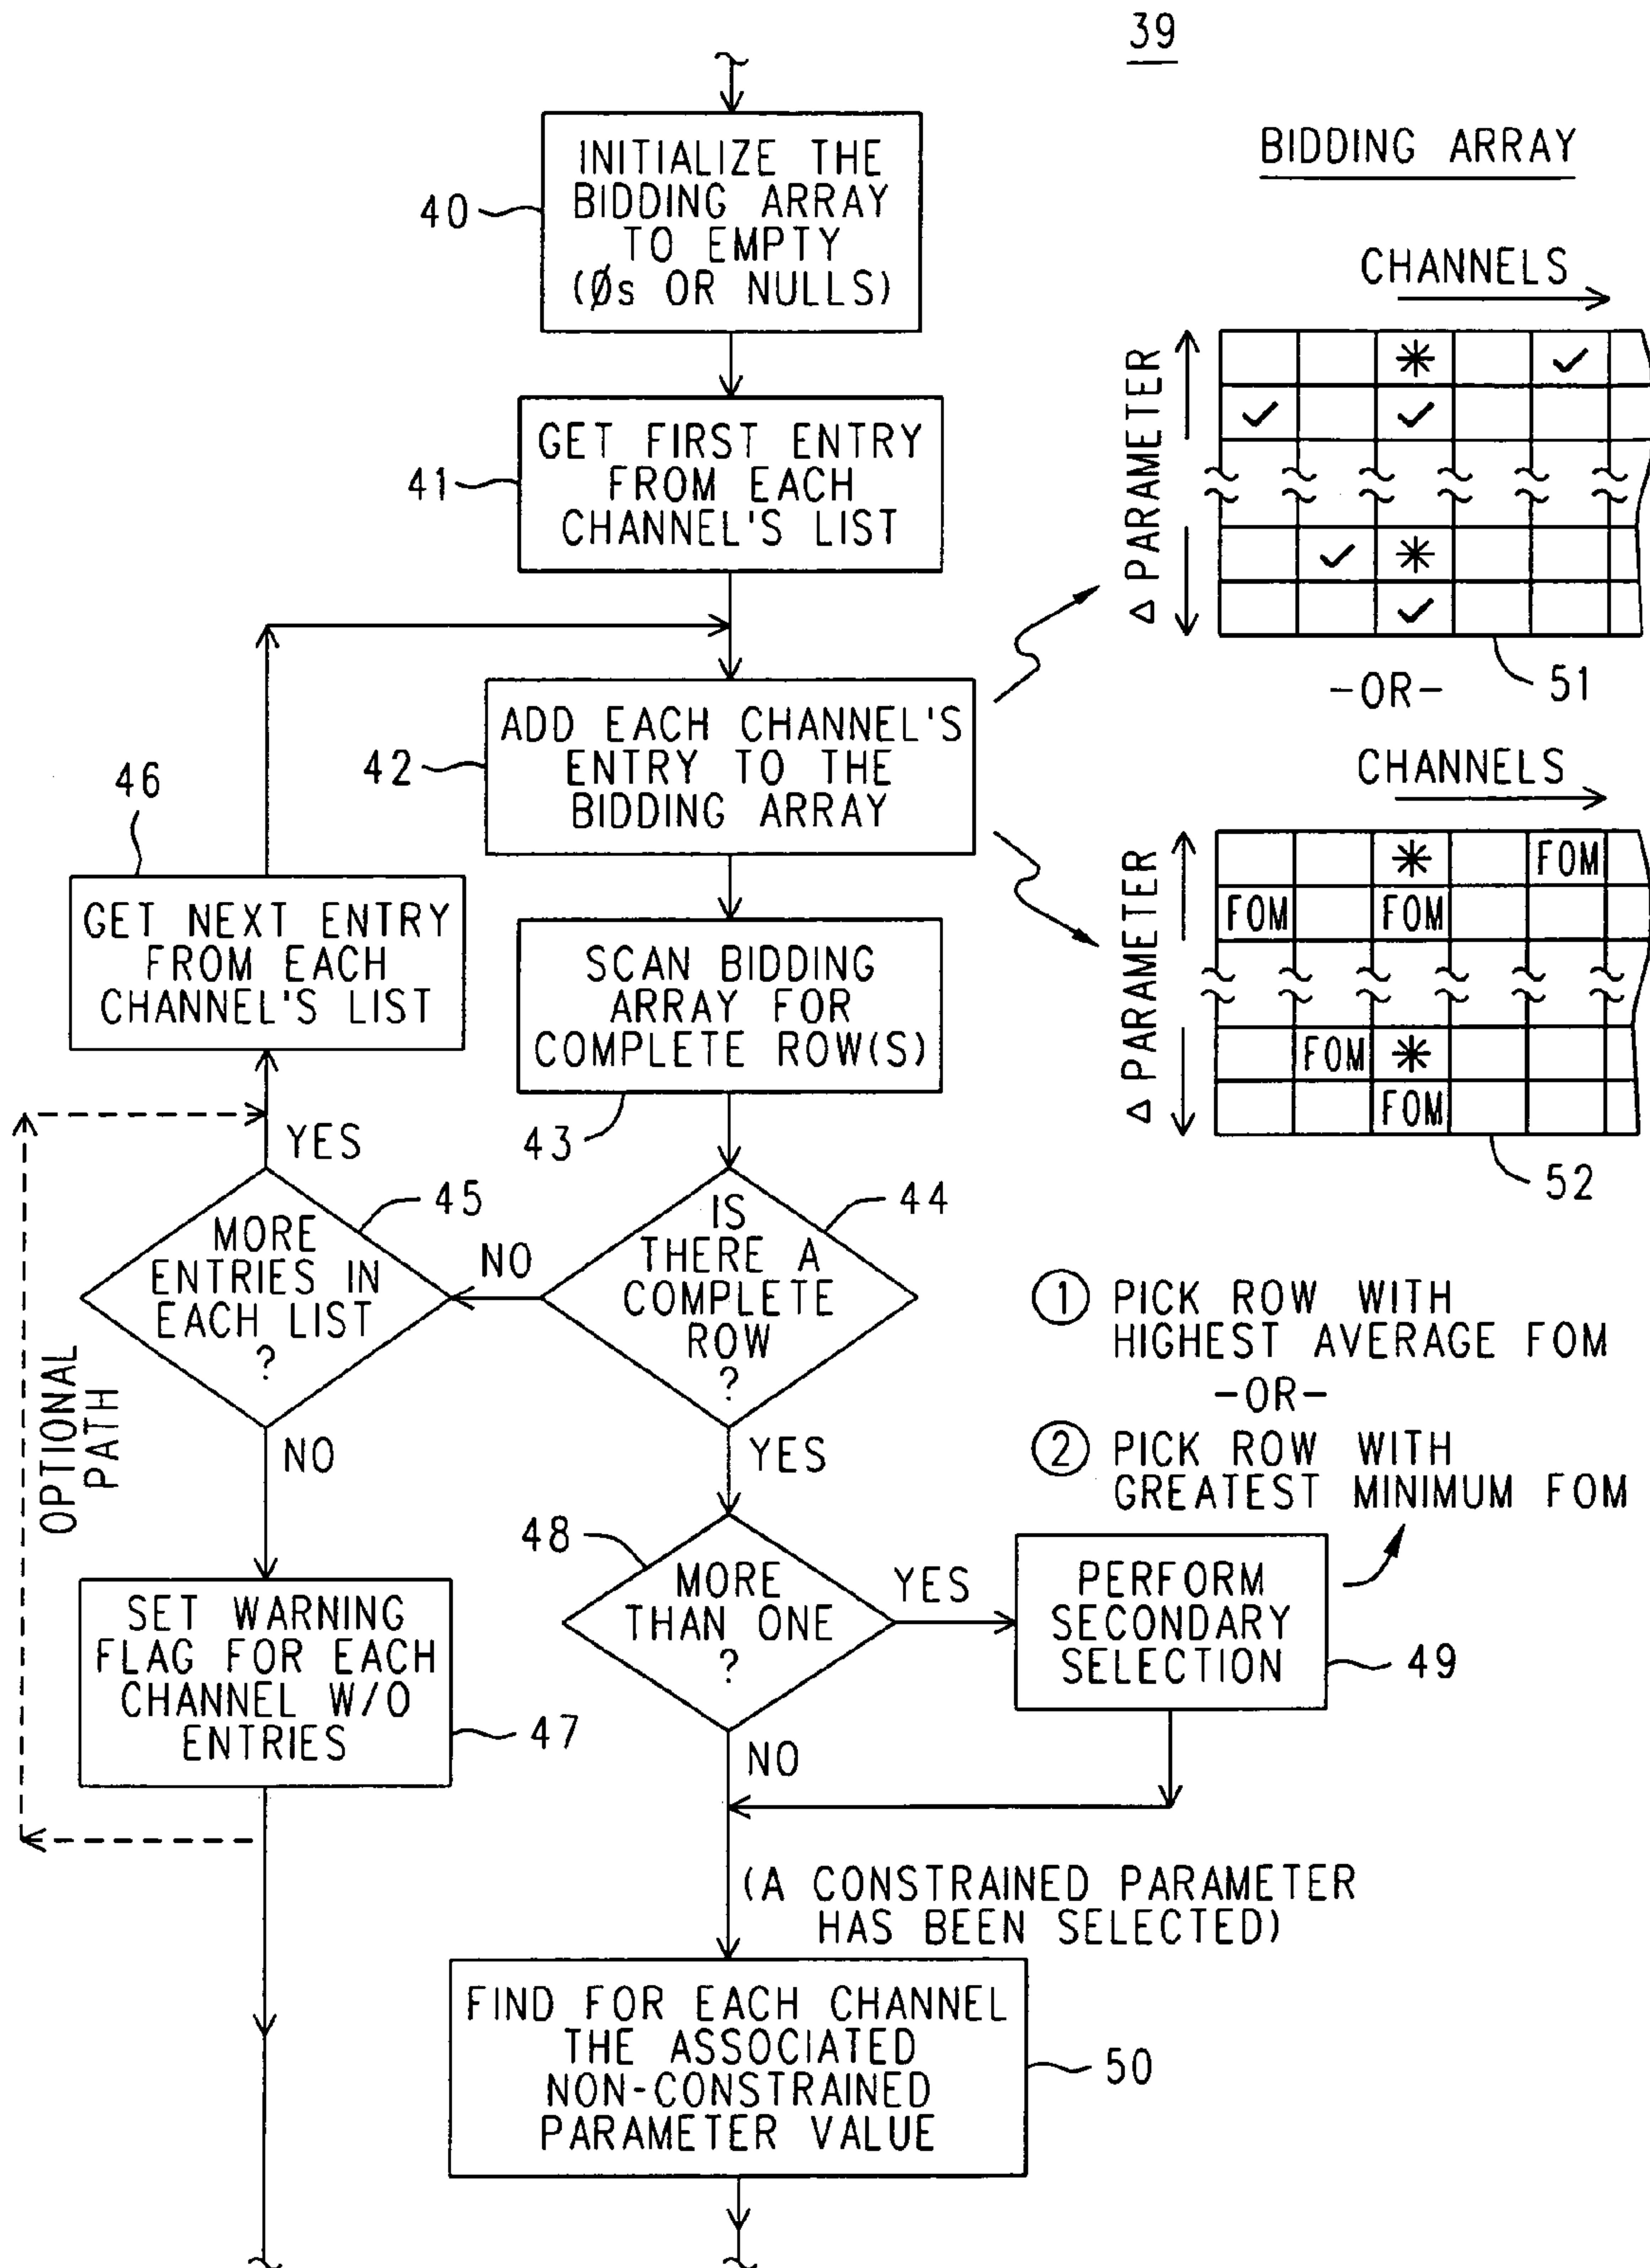 39
INITIALIZE THE
BIDDING ARRAY
TO EMPTY
(Øs OR NULLS)
40
BIDDING ARRAY
GET FIRST ENTRY
FROM EACH
CHANNEL'S LIST
41
CHANNELS
Δ PARAMETER
* ✓
✓ ✓
✓ *
✓
51
-OR-
ADD EACH CHANNEL'S
ENTRY TO THE
BIDDING ARRAY
42
CHANNELS
Δ PARAMETER
* FOM
FOM FOM
FOM *
FOM
52
46
GET NEXT ENTRY
FROM EACH
CHANNEL'S LIST
SCAN BIDDING
ARRAY FOR
COMPLETE ROW(S)
43
YES
MORE
ENTRIES IN
EACH LIST
?
45
NO
IS
THERE A
COMPLETE
ROW
?
44
① PICK ROW WITH
HIGHEST AVERAGE FOM
-OR-
② PICK ROW WITH
GREATEST MINIMUM FOM
OPTIONAL
PATH
NO
YES
48
MORE
THAN ONE
?
YES
PERFORM
SECONDARY
SELECTION
49
SET WARNING
FLAG FOR EACH
CHANNEL W/O
ENTRIES
47
NO
(A CONSTRAINED PARAMETER
HAS BEEN SELECTED)
FIND FOR EACH CHANNEL
THE ASSOCIATED
NON-CONSTRAINED
PARAMETER VALUE
50